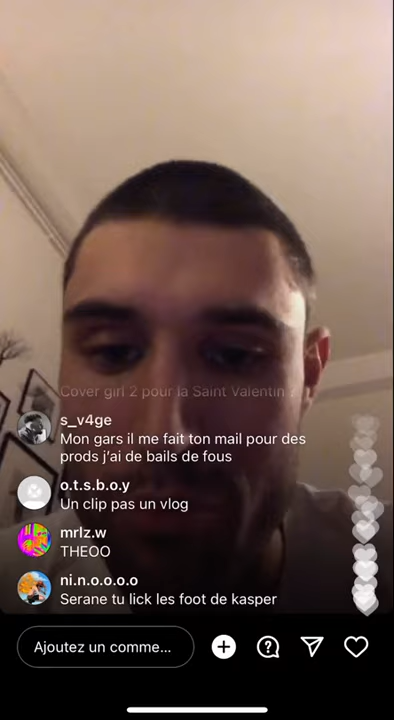 Cover girl 2 pour la Saint Valentin ?
s_v4ge
Mon gars il me fait ton mail pour des
prods j’ai de bails de fous
o.t.s.b.o.y
Un clip pas un vlog
mrlz.w
THEOO
ni.n.o.o.o.o
Serane tu lick les foot de kasper
Ajoutez un comme...